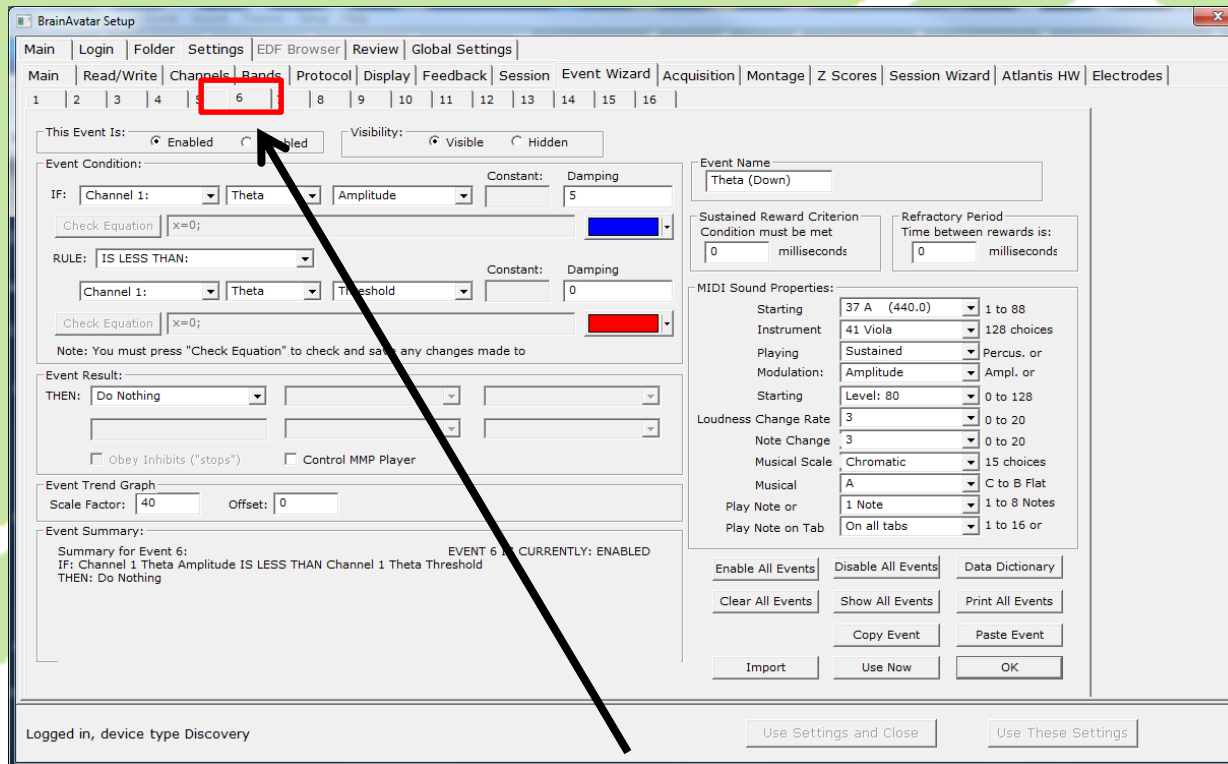 BrainAvatar Setup
Main Login Folder Settings EDF Browser Review Global Settings
Main Read/Write Channels Bands Protocol Display Feedback Session Event Wizard Acquisition Montage Z Scores Session Wizard Atlantis HW Electrodes
1 2 3 4 5 6 8 9 10 11 12 13 14 15 16
This Event Is: Enabled
Visibility: Visible Hidden
Event Condition:
Constant: Damping
IF: Channel 1: Theta Amplitude 5
Check Equation x=0;
RULE: IS LESS THAN:
Constant: Damping
Channel 1: Theta Threshold 0
Check Equation x=0;
Note: You must press "Check Equation" to check and save any changes made to
Event Result:
THEN: Do Nothing
Obey Inhibits ("stops") Control MMP Player
Event Trend Graph
Scale Factor: 40 Offset: 0
Event Summary:
Summary for Event 6: EVENT 6 IS CURRENTLY: ENABLED
IF: Channel 1 Theta Amplitude IS LESS THAN Channel 1 Theta Threshold
THEN: Do Nothing
Event Name
Theta (Down)
Sustained Reward Criterion
Condition must be met
0 milliseconds
Refractory Period
Time between rewards is:
0 milliseconds
MIDI Sound Properties:
Starting 37 A (440.0) 1 to 88
Instrument 41 Viola 128 choices
Playing Sustained Percus. or
Modulation: Amplitude Ampl. or
Starting Level: 80 0 to 128
Loudness Change Rate 3 0 to 20
Note Change 3 0 to 20
Musical Scale Chromatic 15 choices
Musical A C to B Flat
Play Note or 1 Note 1 to 8 Notes
Play Note on Tab On all tabs 1 to 16 or
Enable All Events Disable All Events Data Dictionary
Clear All Events Show All Events Print All Events
Copy Event Paste Event
Import Use Now OK
Logged in, device type Discovery
Use Settings and Close Use These Settings